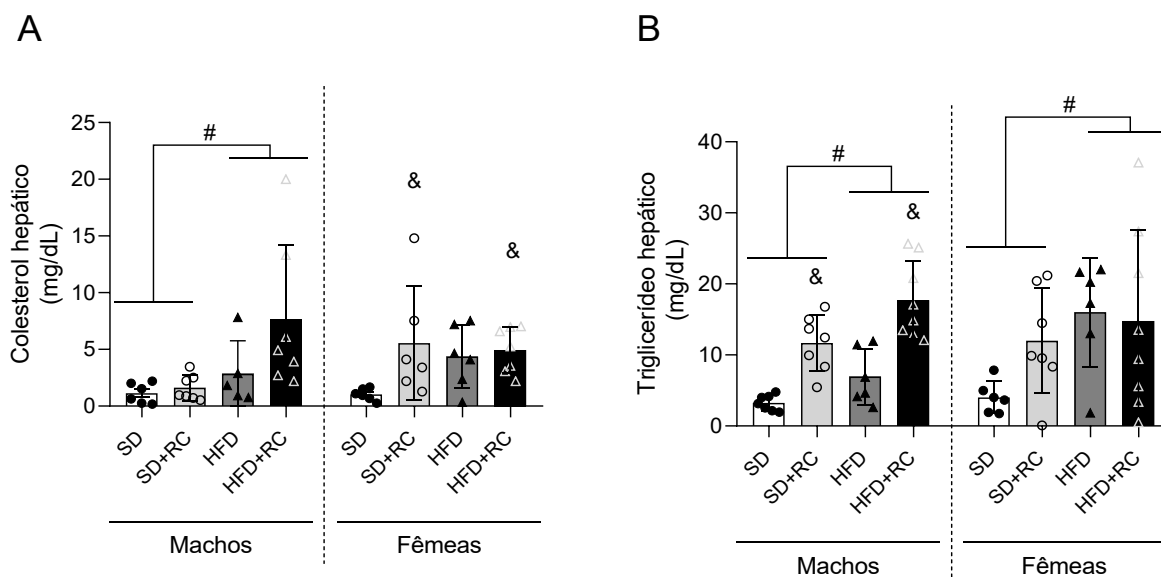 A
Colesterol hepático
(mg/dL)
25
20
15
10
5
0
#
&
&
SD
SD+RC
HFD
HFD+RC
SD
SD+RC
HFD
HFD+RC
Machos
Fêmeas
B
Triglicerídeo hepático
(mg/dL)
40
30
20
10
0
#
&
&
#
SD
SD+RC
HFD
HFD+RC
SD
SD+RC
HFD
HFD+RC
Machos
Fêmeas